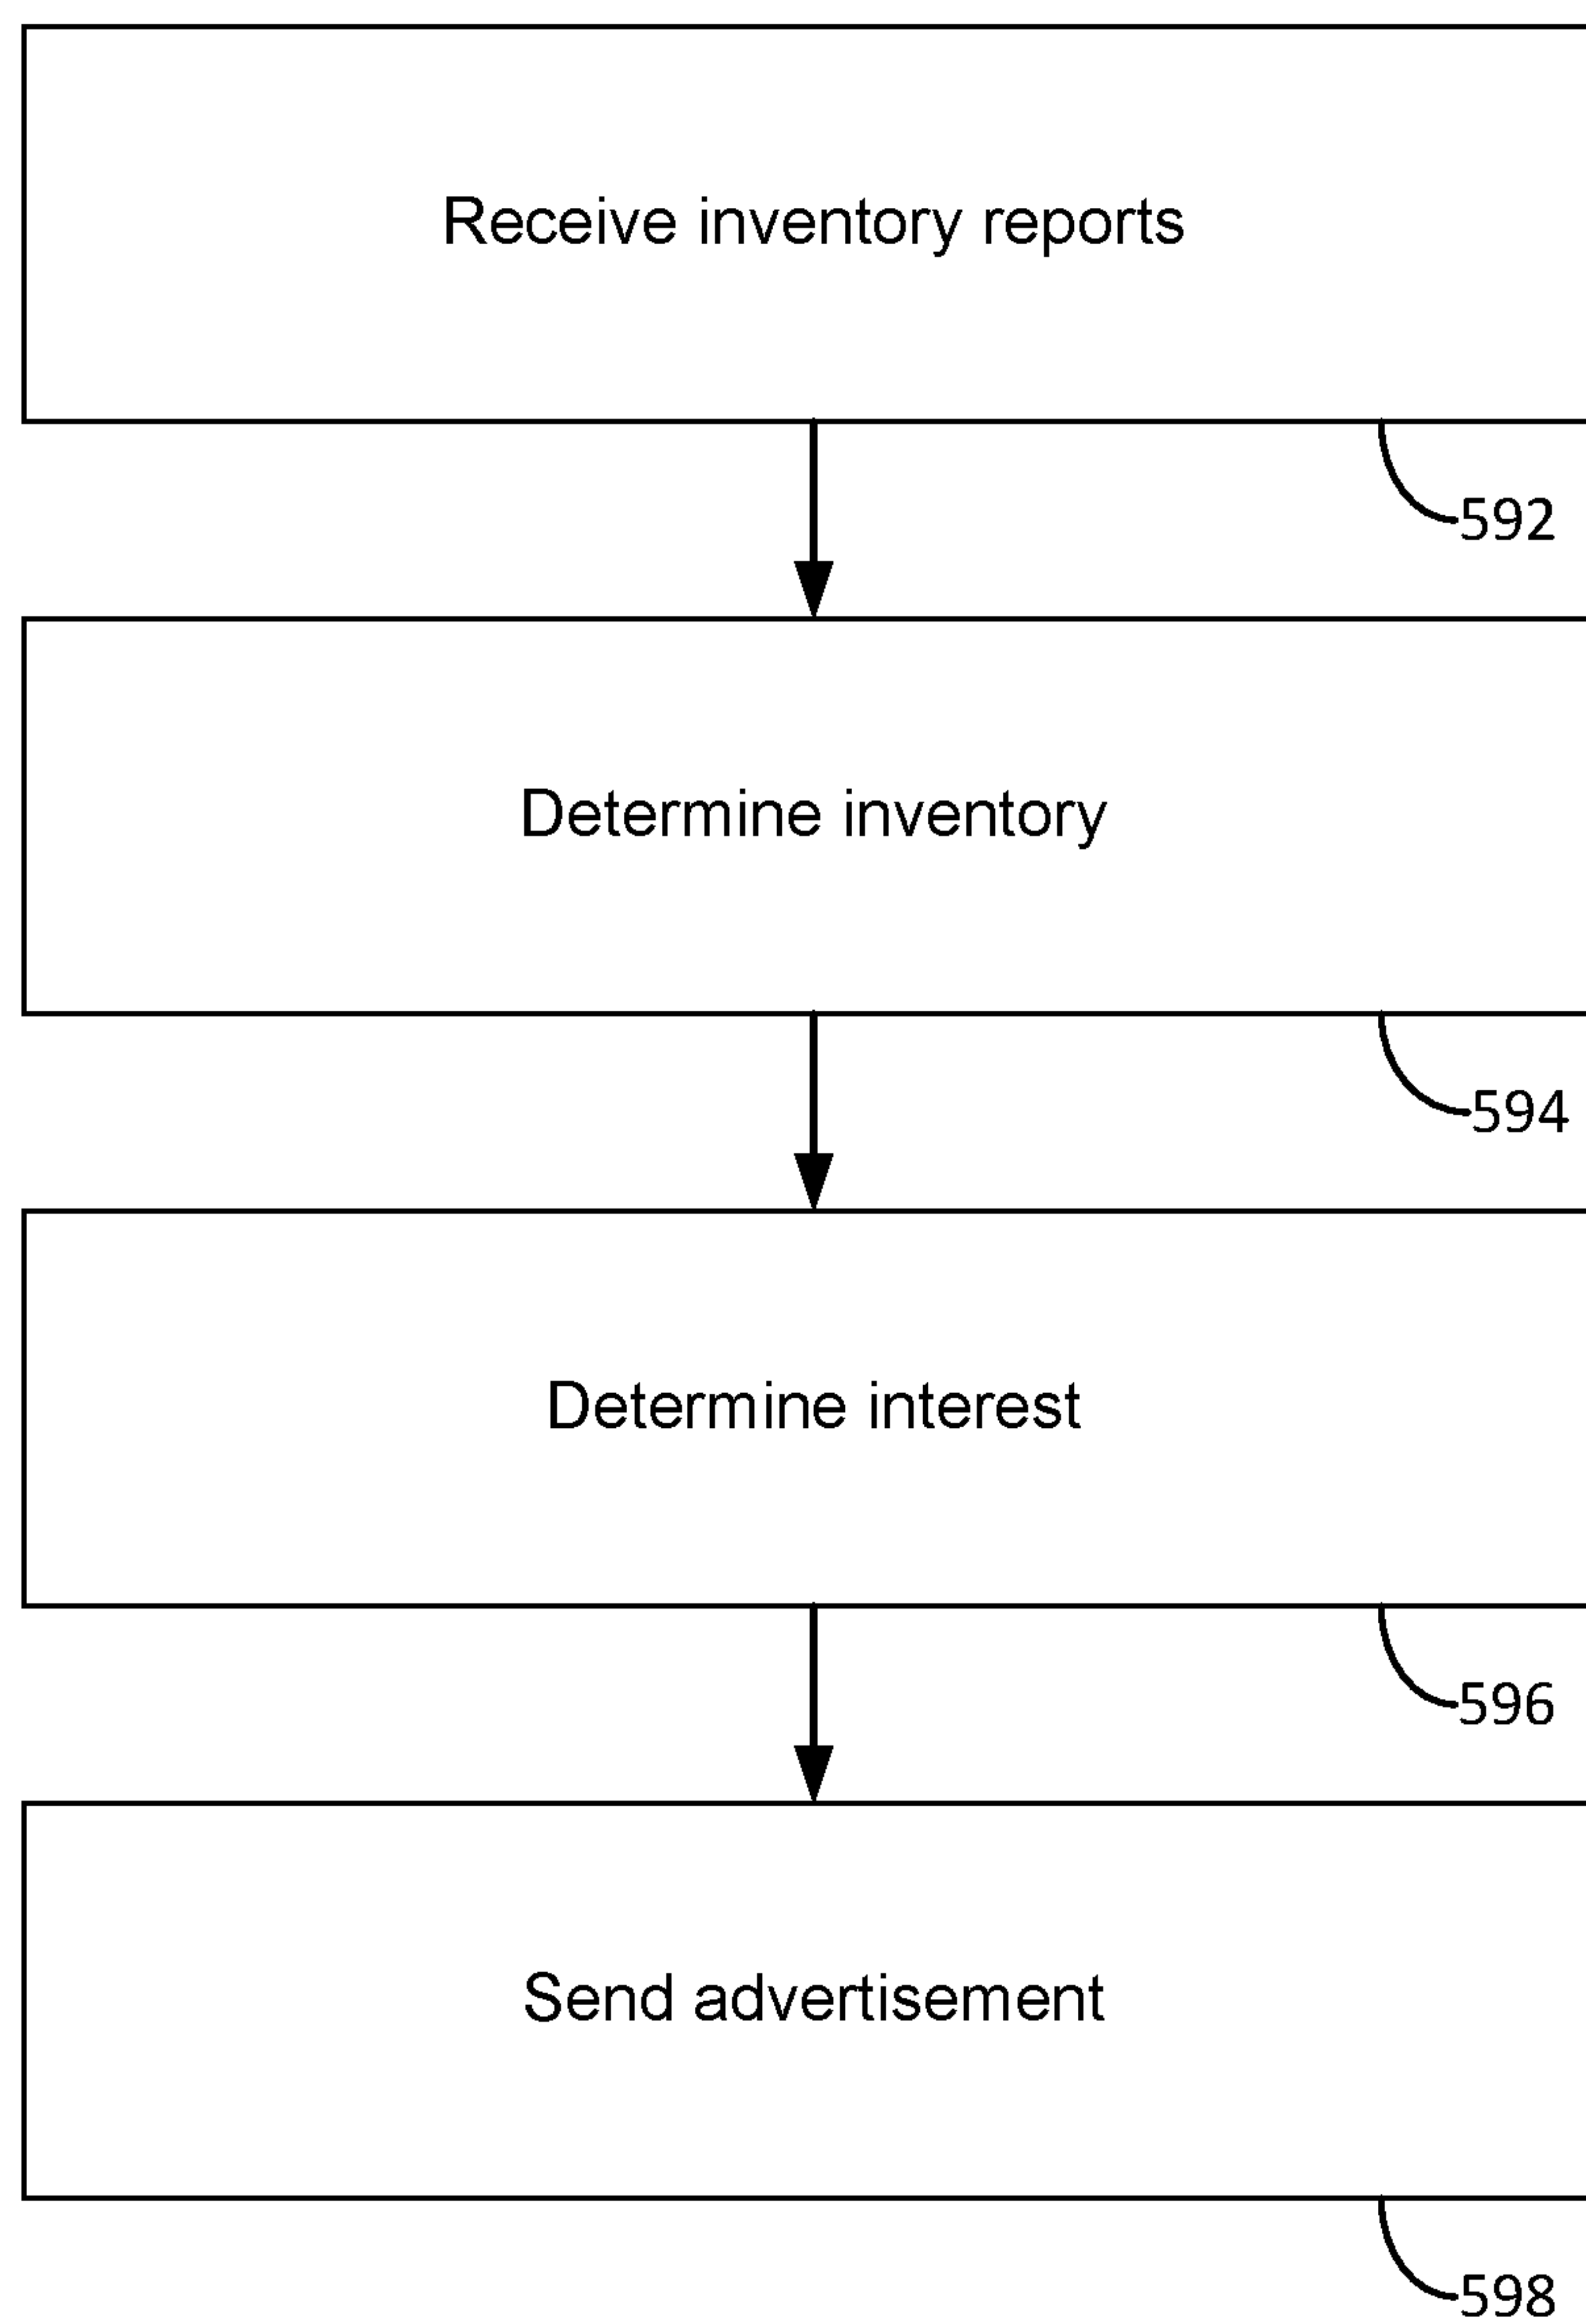 Receive inventory reports
592
Determine inventory
594
Determine interest
596
Send advertisement
598